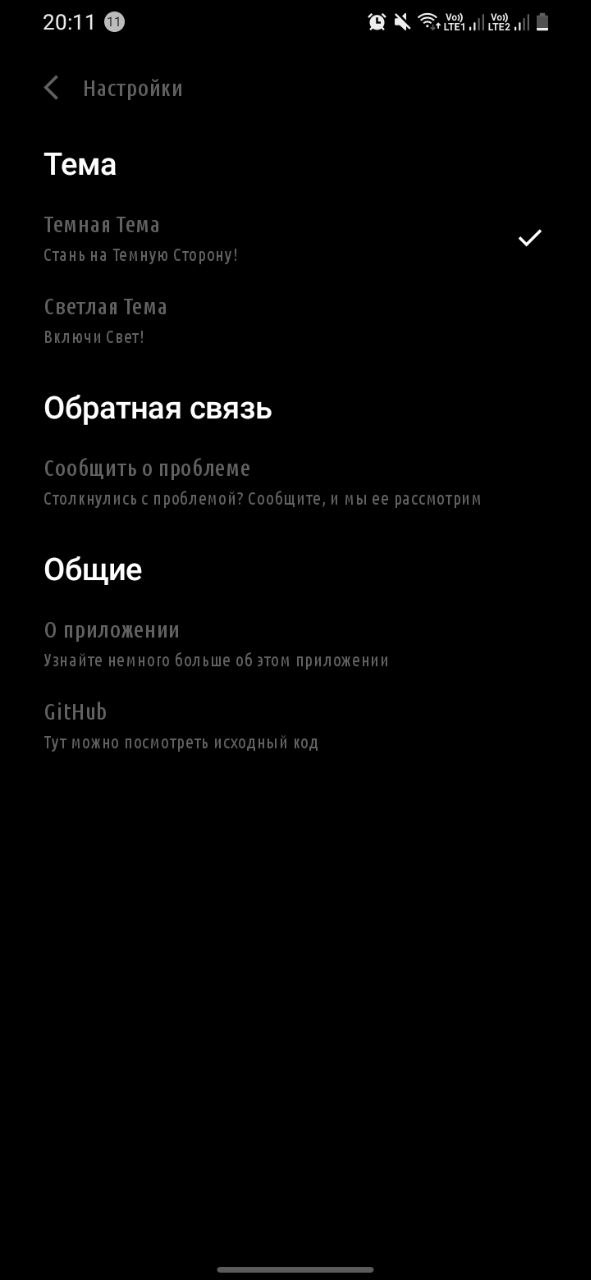 20:11 11 Vo)) LTE1 Vo)) LTE2
Настройки
Тема
Темная Тема
Стань на Темную Сторону!
Светлая Тема
Включи Свет!
Обратная связь
Сообщить о проблеме
Столкнулись с проблемой? Сообщите, и мы ее рассмотрим
Общие
О приложении
Узнайте немного больше об этом приложении
GitHub
Тут можно посмотреть исходный код